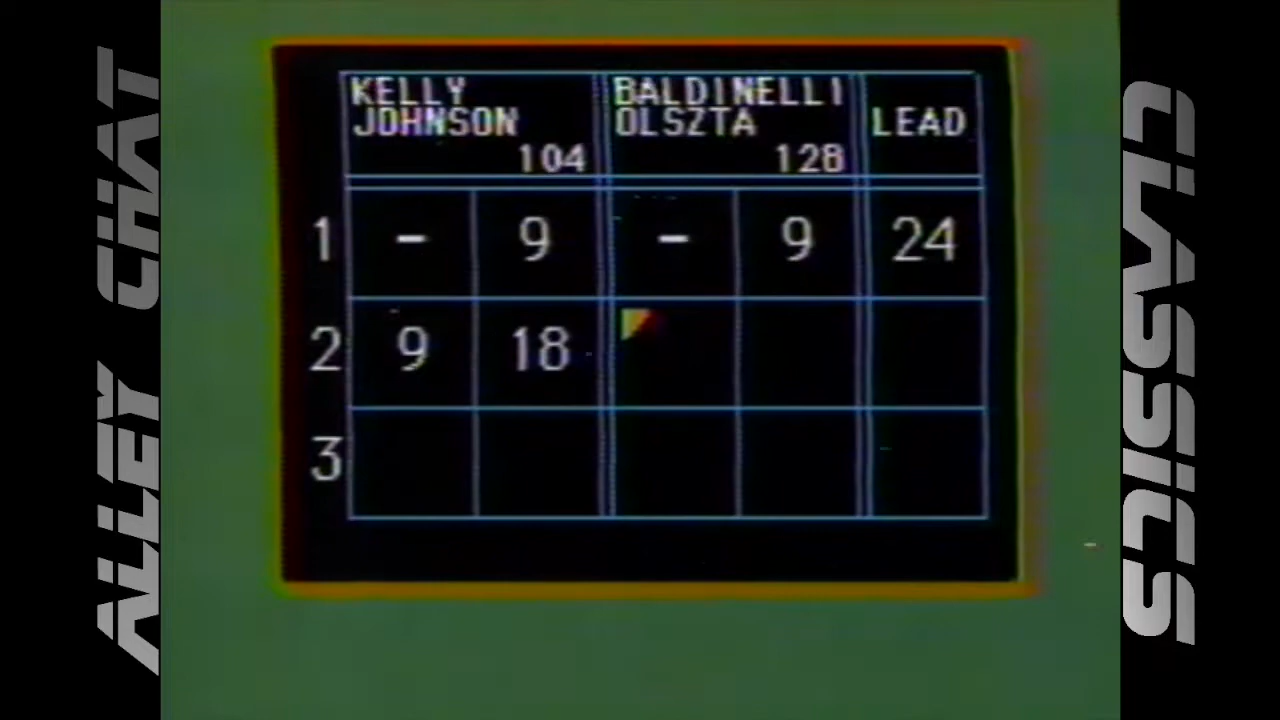 ALLEY CHAT
KELLY
JOHNSON
104
BALDINELLI
OLSZTA
128
LEAD
1 - 9 - 9 24
2 9 18
3
CLASSICS